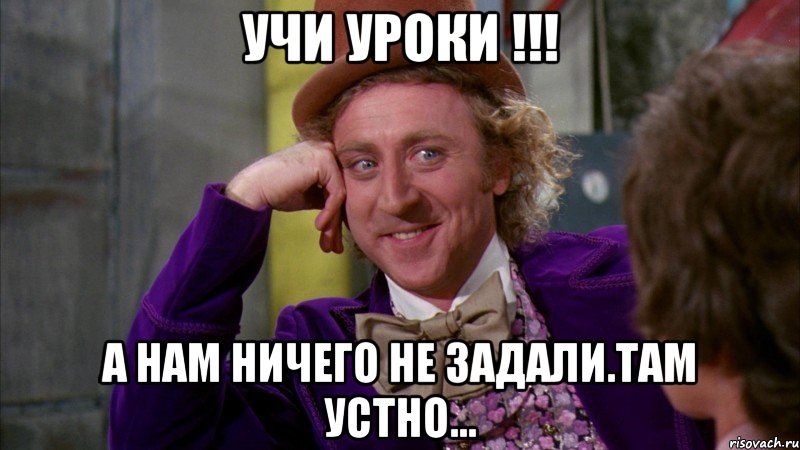 УЧИ УРОКИ !!!
А НАМ НИЧЕГО НЕ ЗАДАЛИ.ТАМ
УСТНО...
risovach.ru